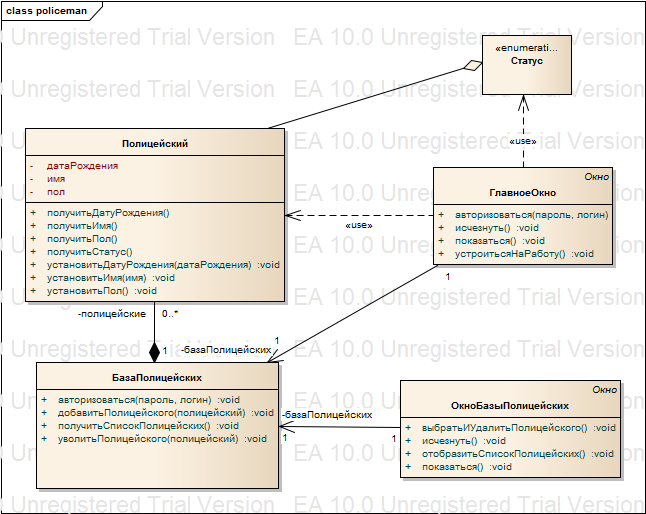 class policeman
Unregistered Trial Version EA 10.0 Unregistered Trial Version
«enumerati...
Статус
Полицейский
- датаРождения
- имя
- пол
+ получитьДатуРождения()
+ получитьИмя()
+ получитьПол()
+ получитьСтатус()
+ установитьДатуРождения(датаРождения) :void
+ установитьИмя(имя) :void
+ установитьПол() :void
«use»
Окно
ГлавноеОкно
+ авторизоваться(пароль, логин)
+ исчезнуть() :void
+ показаться() :void
+ устроитьсяНаРаботу() :void
«use»
1
-полицейские 0..*
1
-базаПолицейских
1
БазаПолицейских
+ авторизоваться(пароль, логин) :void
+ добавитьПолицейского(полицейский) :void
+ получитьСписокПолицейских() :void
+ уволитьПолицейского(полицейский) :void
-базаПолицейских
1
1
Окно
ОкноБазыПолицейских
+ выбратьИУдалитьПолицейского() :void
+ исчезнуть() :void
+ отобразитьСписокПолицейских() :void
+ показаться() :void